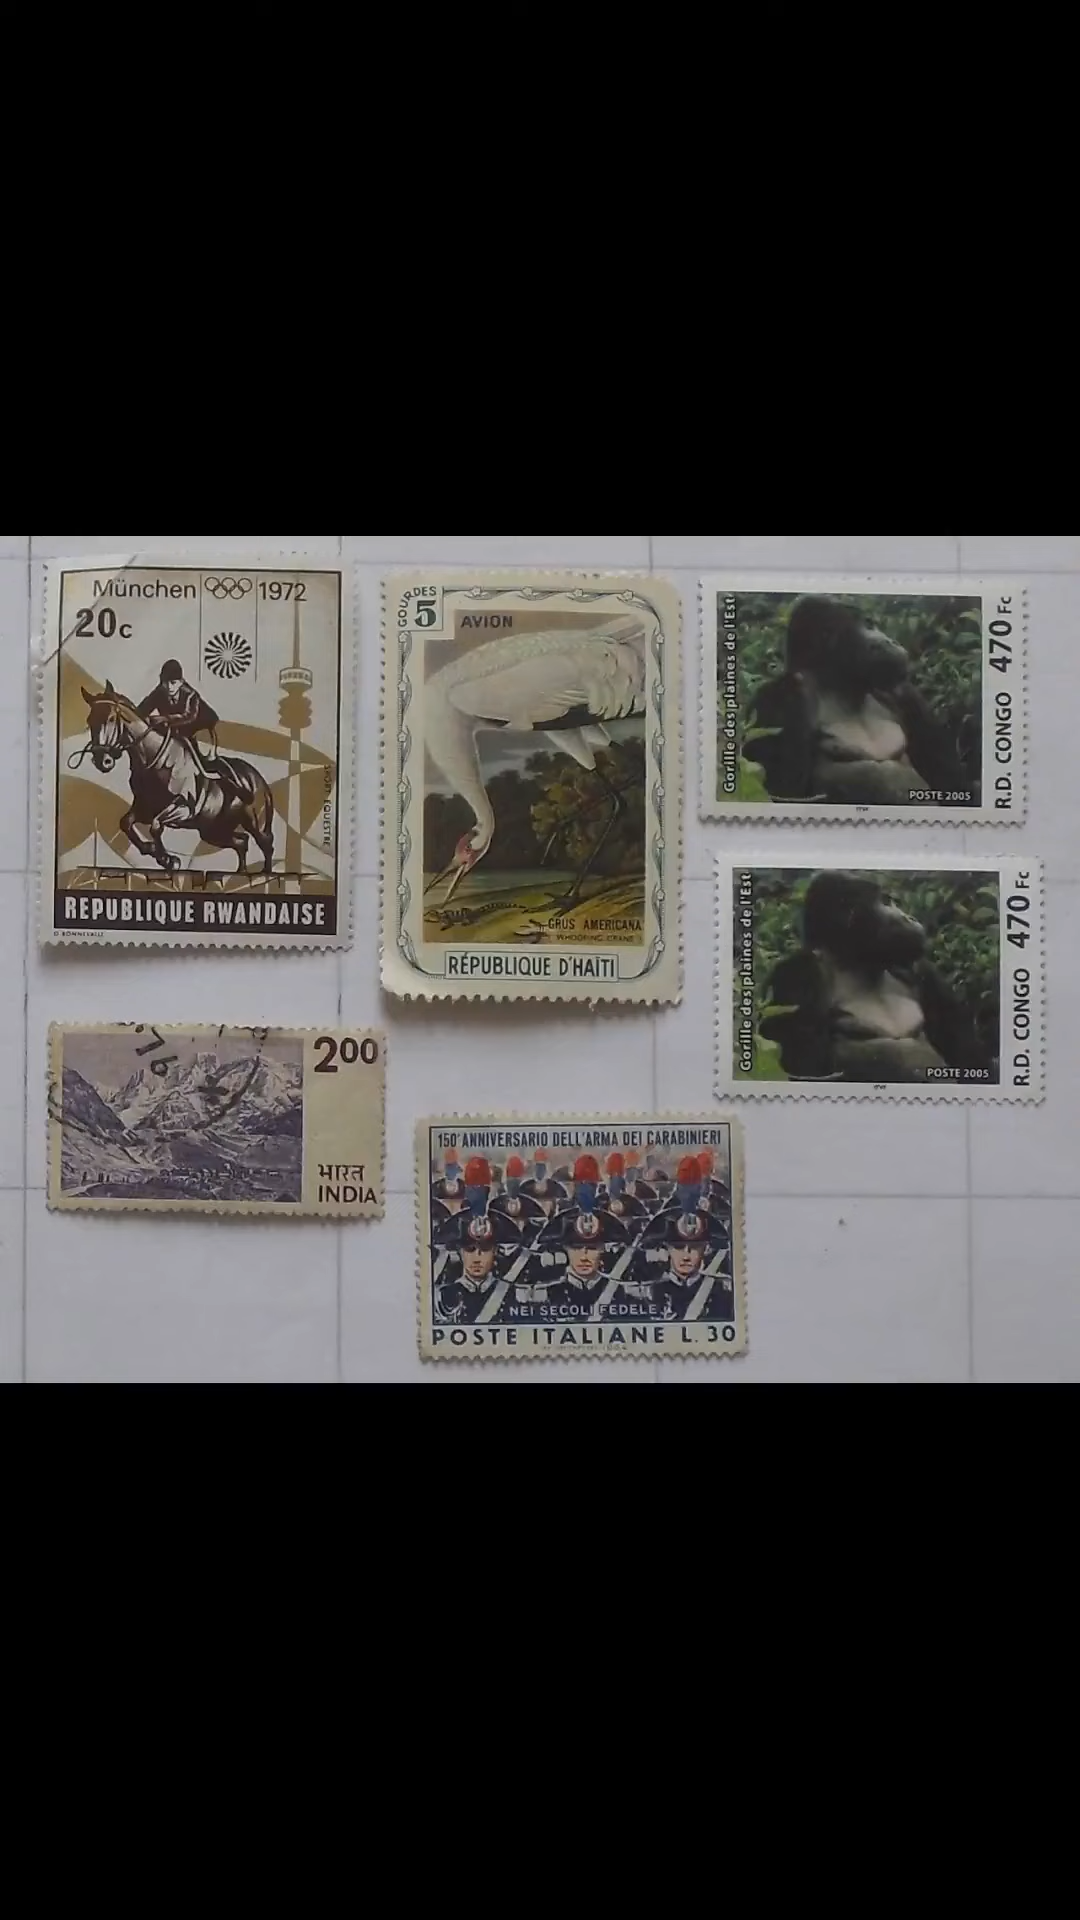 München 1972
20c
SPORT EQUESTRE
REPUBLIQUE RWANDAISE
GOURDES
5
AVION
GRUS AMERICANA
( WHOOPING CRANE )
RÉPUBLIQUE D'HAÏTI
Gorille des plaines de l'Est
POSTE 2005
R.D. CONGO 470 Fc
Gorille des plaines de l'Est
POSTE 2005
R.D. CONGO 470 Fc
200
भारत
INDIA
150° ANNIVERSARIO DELL'ARMA DEI CARABINIERI
NEI SECOLI FEDELE
POSTE ITALIANE L. 30